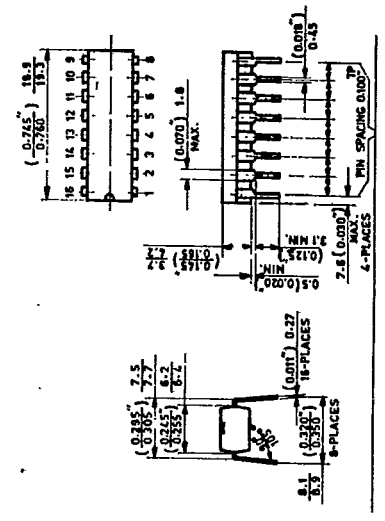 18.9
19.3
(0.745"
0.760")
16 15 14 13 12 11 10 9
1 2 3 4 5 6 7 8
1.8
(0.070")
MAX.
(0.018")
0.45
3.7
4.2
(0.145"
0.165")
3.1 MIN.
(0.125")
0.5 (0.020"
MIN.
PIN SPACING 0.100"
TP
7.6 (0.030")
MAX.
4-PLACES
7.5
7.7
(0.295"
0.305")
6.2
6.4
(0.245"
0.255")
(0.011") 0.27
16-PLACES
8.1
8.9
(0.320"
0.350")
8-PLACES